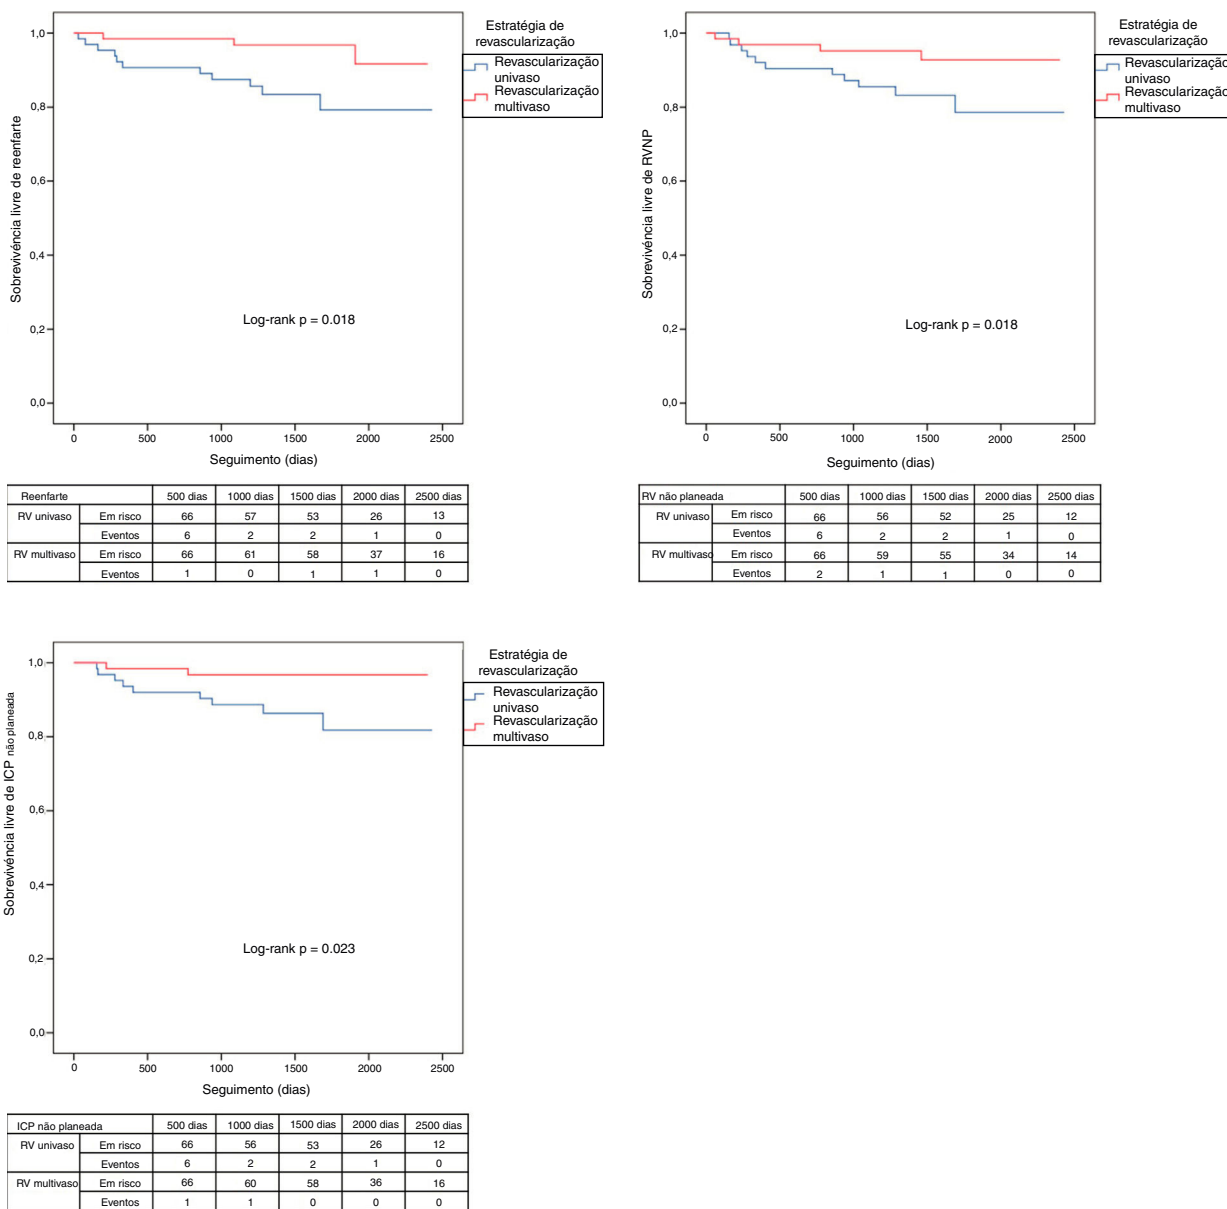 Estratégia de
revascularização
Revascularização
univaso
Revascularização
multivaso
Sobrevivência livre de reenfarte
1,0
0,8
0,6
0,4
0,2
0,0
Log-rank p = 0.018
0 500 1000 1500 2000 2500
Seguimento (dias)
Reenfarte 500 dias 1000 dias 1500 dias 2000 dias 2500 dias
RV univaso Em risco 66 57 53 26 13
Eventos 6 2 2 1 0
RV multivaso Em risco 66 61 58 37 16
Eventos 1 0 1 1 0
Estratégia de
revascularização
Revascularização
univaso
Revascularização
multivaso
Sobrevivência livre de RVNP
1,0
0,8
0,6
0,4
0,2
0,0
Log-rank p = 0.018
0 500 1000 1500 2000 2500
Seguimento (dias)
RV não planeada 500 dias 1000 dias 1500 dias 2000 dias 2500 dias
RV univaso Em risco 66 56 52 25 12
Eventos 6 2 2 1 0
RV multivaso Em risco 66 59 55 34 14
Eventos 2 1 1 0 0
Estratégia de
revascularização
Revascularização
univaso
Revascularização
multivaso
Sobrevivência livre de ICP não planeada
1,0
0,8
0,6
0,4
0,2
0,0
Log-rank p = 0.023
0 500 1000 1500 2000 2500
Seguimento (dias)
ICP não planeada 500 dias 1000 dias 1500 dias 2000 dias 2500 dias
RV univaso Em risco 66 56 53 26 12
Eventos 6 2 2 1 0
RV multivaso Em risco 66 60 58 36 16
Eventos 1 1 0 0 0